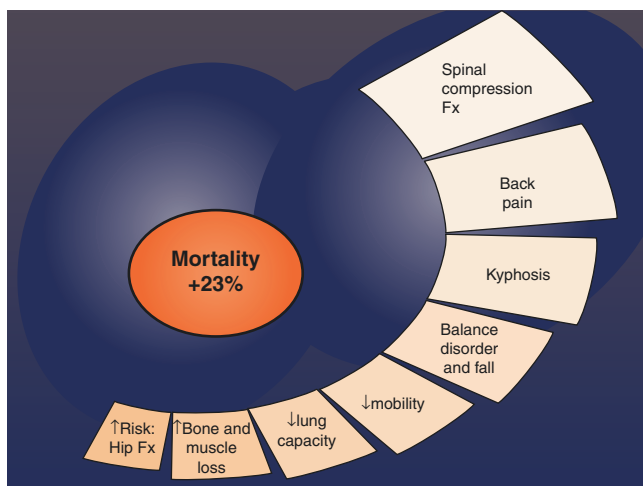 Spinal
compression
Fx
Back
pain
Kyphosis
Balance
disorder
and fall
↓mobility
↓lung
capacity
↑Bone and
muscle
loss
↑Risk:
Hip Fx
Mortality
+23%